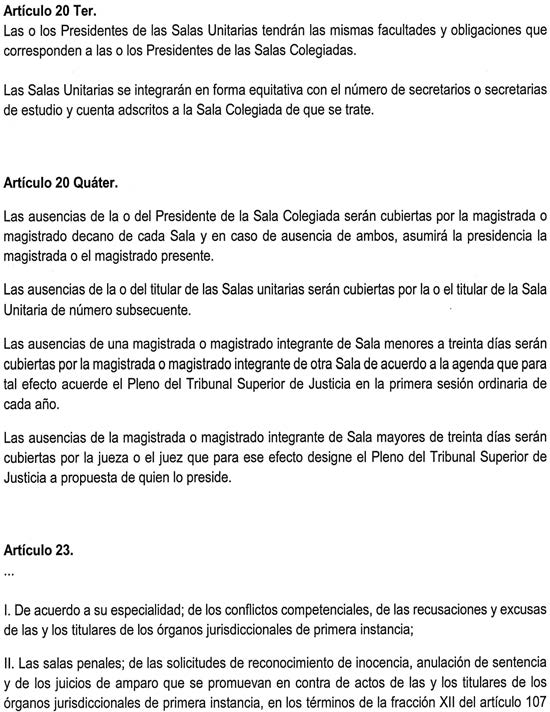 Artículo 20 Ter.
Las o los Presidentes de las Salas Unitarias tendrán las mismas facultades y obligaciones que
corresponden a las o los Presidentes de las Salas Colegiadas.
Las Salas Unitarias se integrarán en forma equitativa con el número de secretarios o secretarias
de estudio y cuenta adscritos a la Sala Colegiada de que se trate.
Artículo 20 Quáter.
Las ausencias de la o del Presidente de la Sala Colegiada serán cubiertas por la magistrada o
magistrado decano de cada Sala y en caso de ausencia de ambos, asumirá la presidencia la
magistrada o el magistrado presente.
Las ausencias de la o del titular de las Salas unitarias serán cubiertas por la o el titular de la Sala
Unitaria de número subsecuente.
Las ausencias de una magistrada o magistrado integrante de Sala menores a treinta días serán
cubiertas por la magistrada o magistrado integrante de otra Sala de acuerdo a la agenda que para
tal efecto acuerde el Pleno del Tribunal Superior de Justicia en la primera sesión ordinaria de
cada año.
Las ausencias de la magistrada o magistrado integrante de Sala mayores de treinta días serán
cubiertas por la jueza o el juez que para ese efecto designe el Pleno del Tribunal Superior de
Justicia a propuesta de quien lo preside.
Artículo 23.
...
I. De acuerdo a su especialidad; de los conflictos competenciales, de las recusaciones y excusas
de las y los titulares de los órganos jurisdiccionales de primera instancia;
II. Las salas penales; de las solicitudes de reconocimiento de inocencia, anulación de sentencia
y de los juicios de amparo que se promuevan en contra de actos de las y los titulares de los
órganos jurisdiccionales de primera instancia, en los términos de la fracción XII del artículo 107